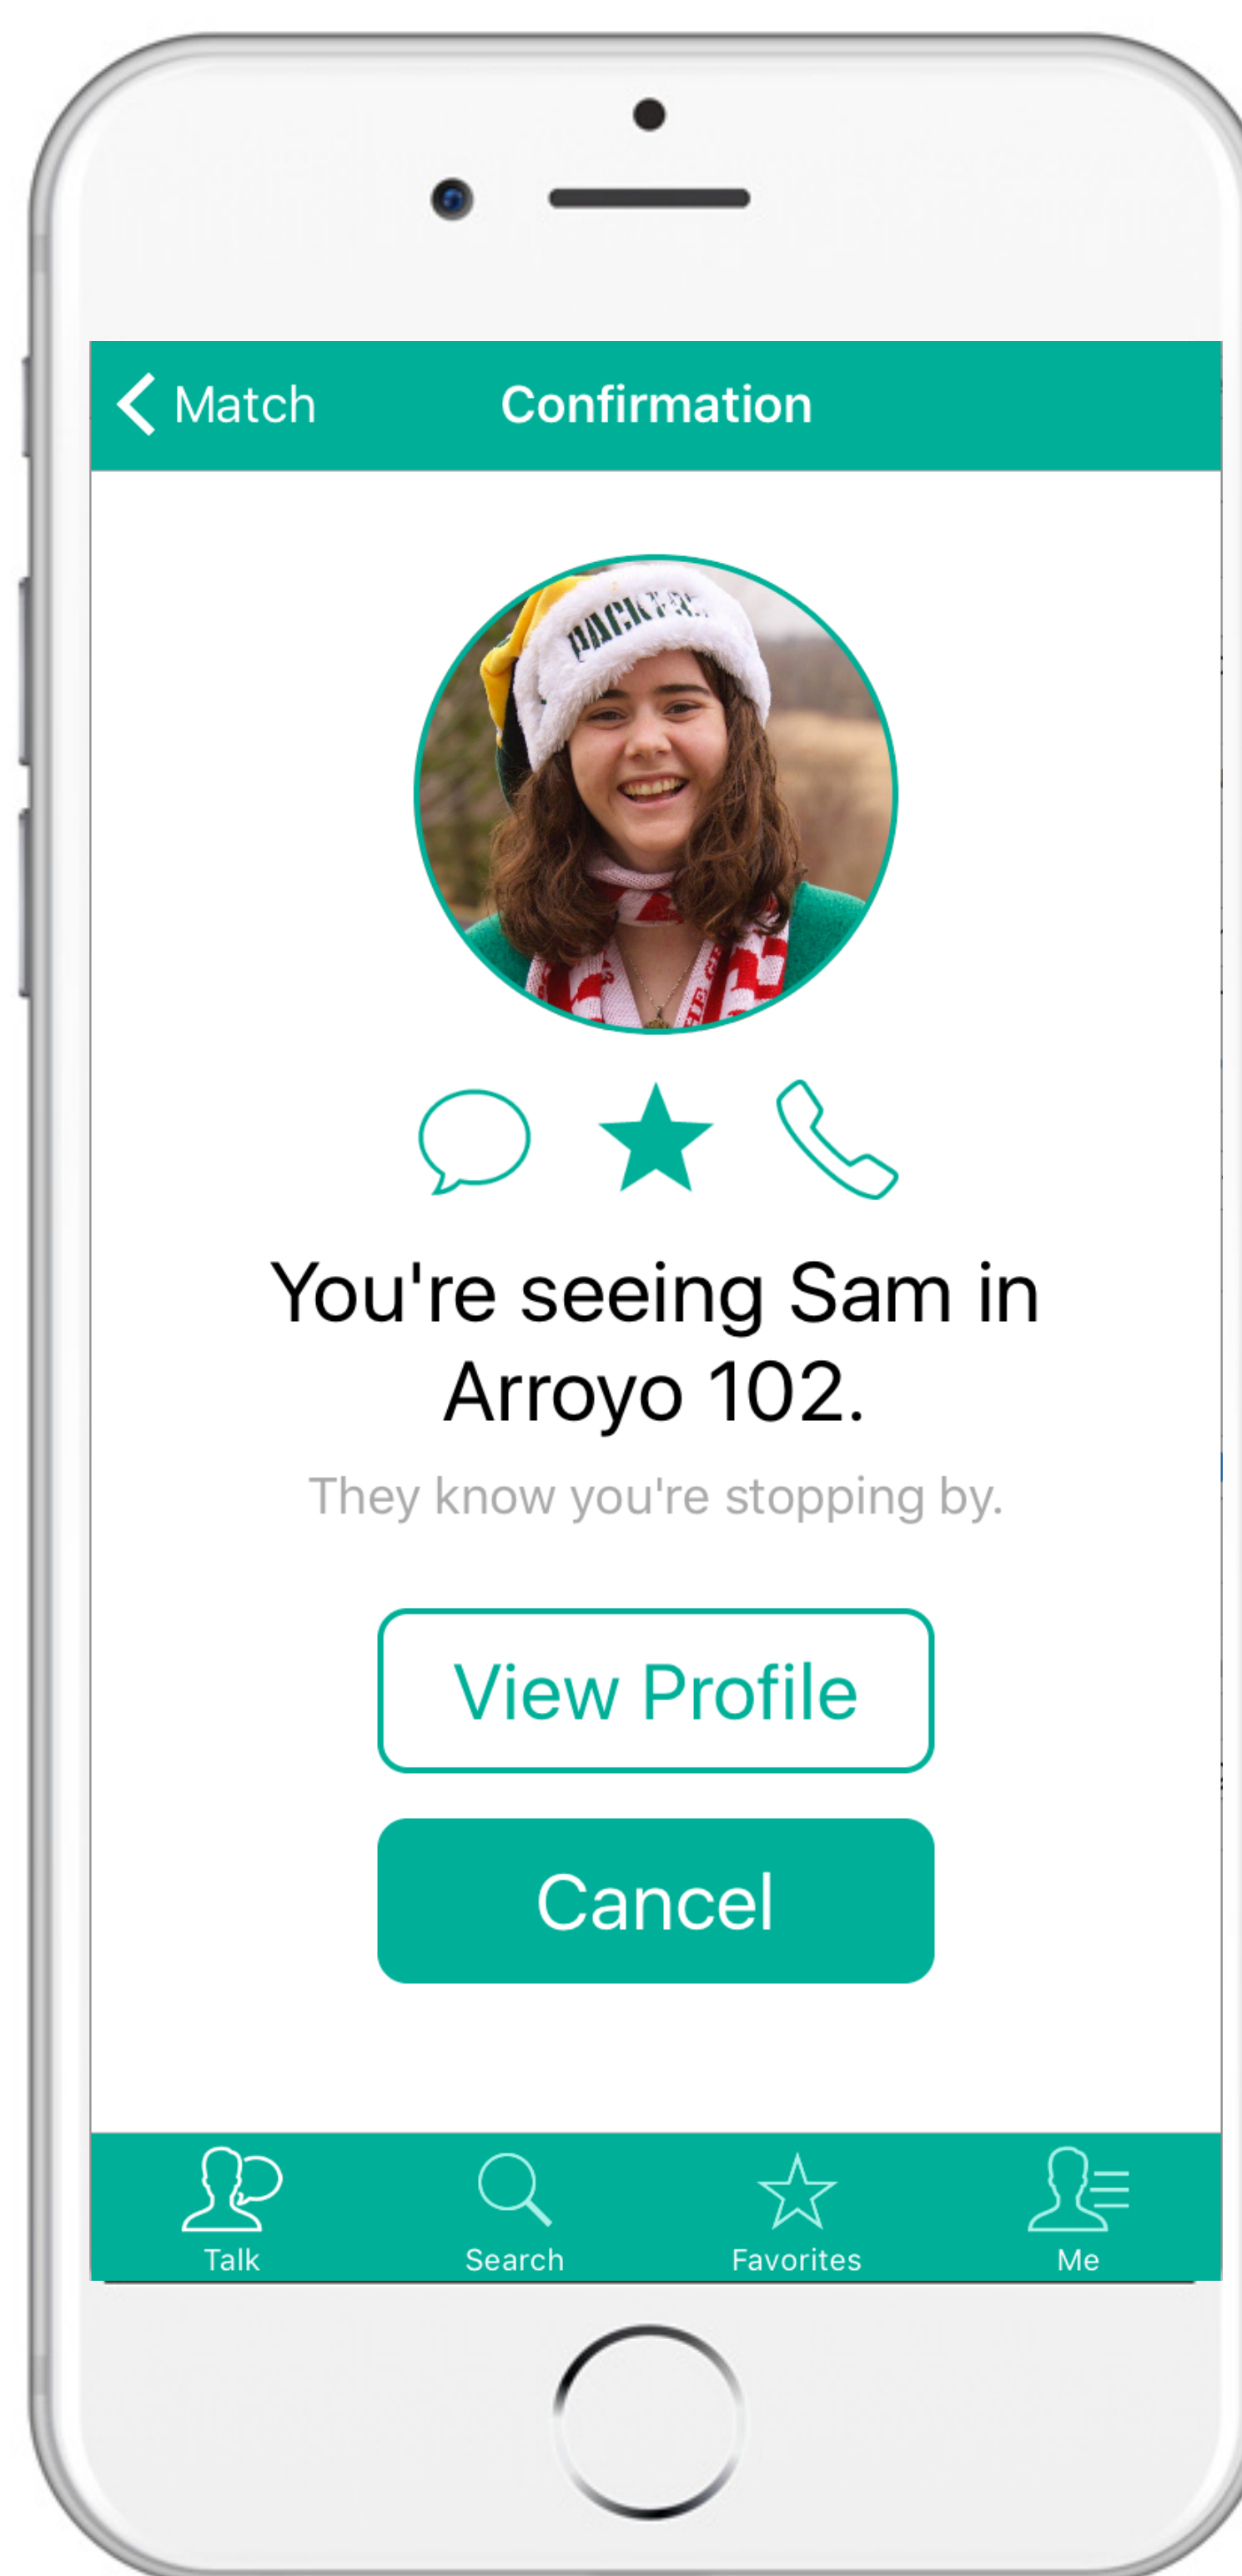 Match
Confirmation
PACKERS
You're seeing Sam in
Arroyo 102.
They know you're stopping by.
View Profile
Cancel
Talk
Search
Favorites
Me